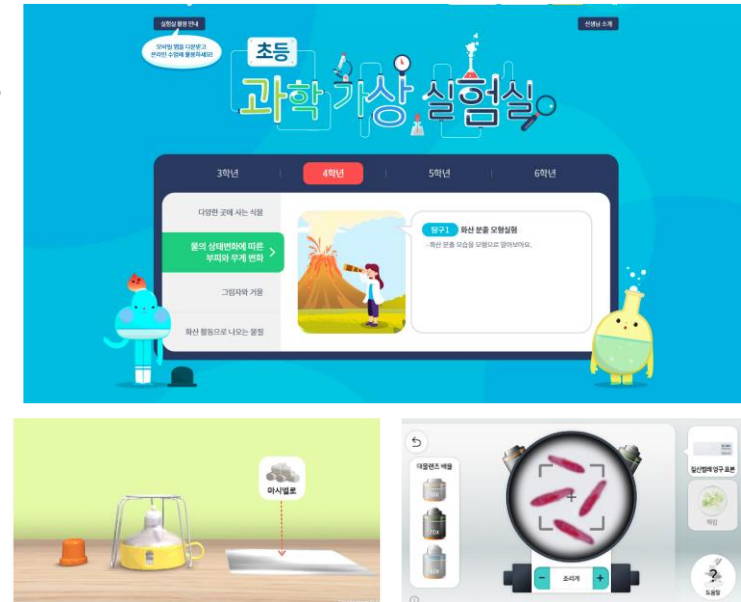 실험실 활용 안내
선생님 소개
모바일 앱을 다운받고
온라인 수업에 활용하세요!
초등
과학 가상 실험실
3학년
4학년
5학년
6학년
다양한 곳에 사는 식물
물의 상태변화에 따른
부피와 무게 변화
그림자와 거울
화산 활동으로 나오는 물질
탐구1 화산 분출 모형실험
- 화산 분출 모습을 모형으로 알아보아요.
마시멜로
대물렌즈 배율
짚신벌레 영구 표본
해캄
- 조리개 +
?
도움말